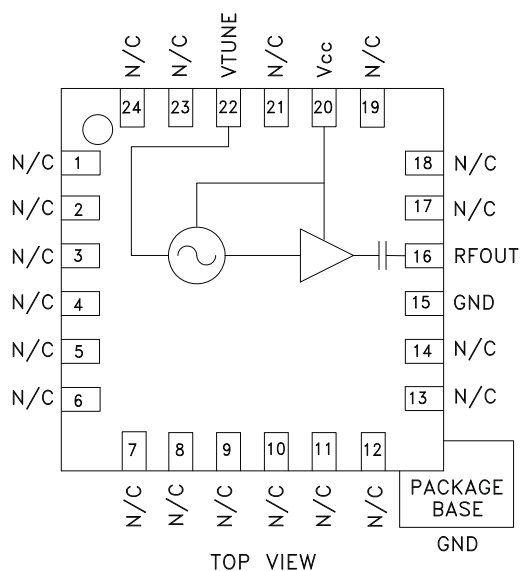 N/C N/C VTUNE N/C Vcc N/C
24 23 22 21 20 19
N/C 1 18 N/C
N/C 2 17 N/C
N/C 3 16 RFOUT
N/C 4 15 GND
N/C 5 14 N/C
N/C 6 13 N/C
7 8 9 10 11 12
N/C N/C N/C N/C N/C N/C
PACKAGE
BASE
GND
TOP VIEW